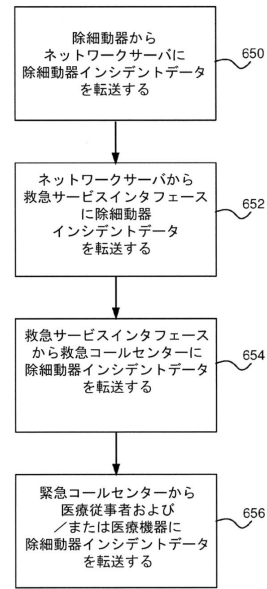 除細動器から
ネットワークサーバに
除細動器インシデントデータ
を転送する
650
ネットワークサーバから
救急サービスインタフェース
に除細動器
インシデントデータ
を転送する
652
救急サービスインタフェース
から救急コールセンターに
除細動器インシデントデータ
を転送する
654
緊急コールセンターから
医療従事者および
／または医療機器に
除細動器インシデントデータ
を転送する
656